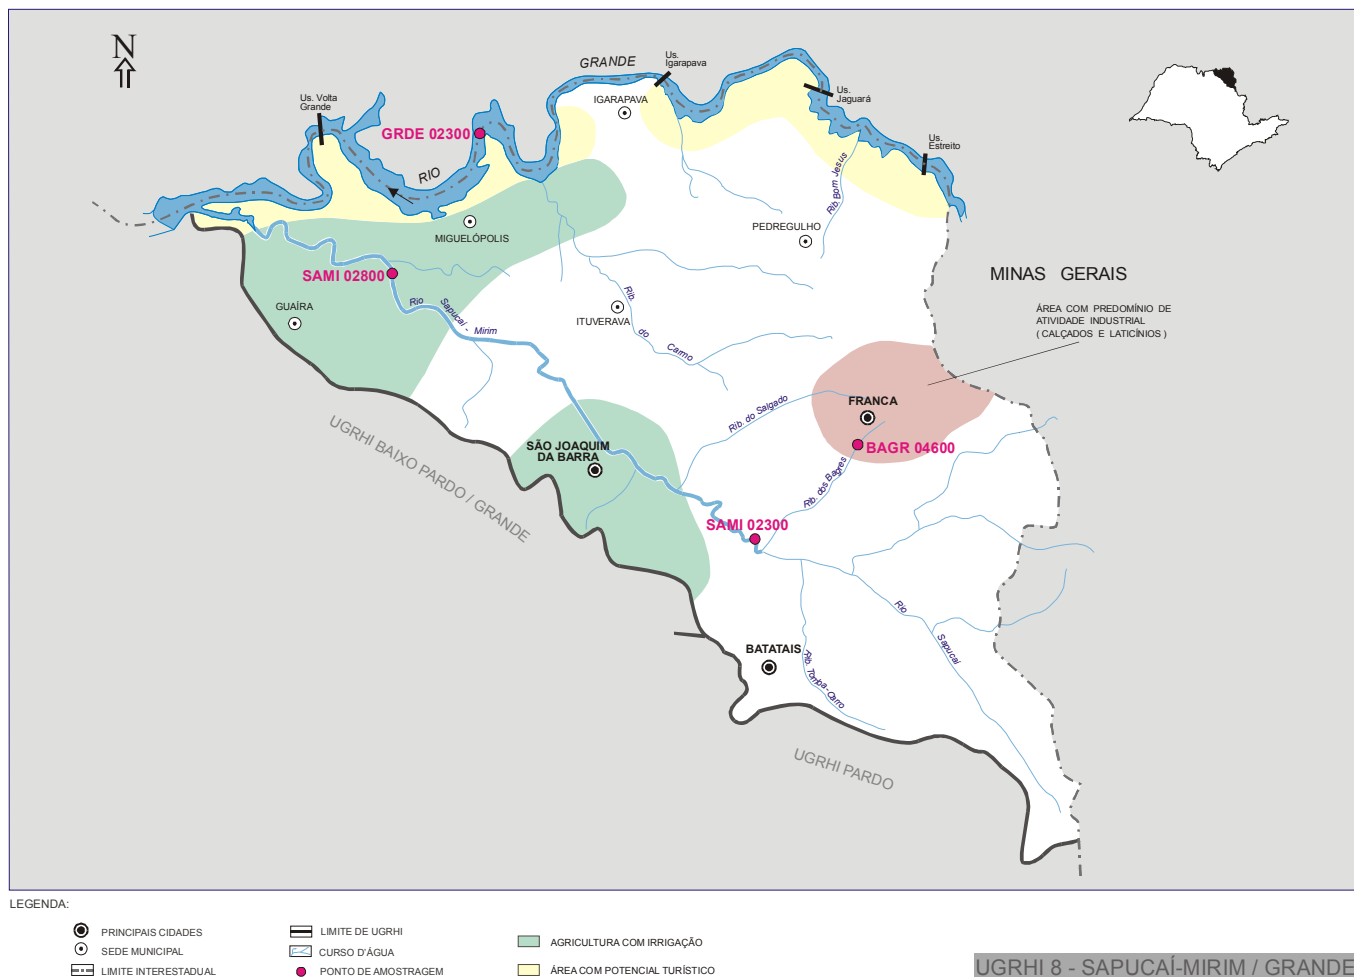 N
GRANDE
Us.
Igarapava
IGARAPAVA
Us.
Jaguará
Us. Volta
Grande
GRDE 02300
Us.
Estreito
RIO
Rib. Bom Jesus
MIGUELÓPOLIS
PEDREGULHO
SAMI 02800
MINAS GERAIS
GUAÍRA
Rio
Sapucaí - Mirim
ITUVERAVA
Rib.
do
Carmo
ÁREA COM PREDOMÍNIO DE
ATIVIDADE INDUSTRIAL
( CALÇADOS E LATICÍNIOS )
FRANCA
Rib. do Salgado
BAGR 04600
UGRHI BAIXO PARDO / GRANDE
SÃO JOAQUIM
DA BARRA
Rib. dos Bagres
SAMI 02300
Rio
Sapucaí
BATATAIS
Rib. Tomba-Carro
UGRHI PARDO
LEGENDA:
PRINCIPAIS CIDADES
SEDE MUNICIPAL
LIMITE INTERESTADUAL
LIMITE DE UGRHI
CURSO D'ÁGUA
PONTO DE AMOSTRAGEM
AGRICULTURA COM IRRIGAÇÃO
ÁREA COM POTENCIAL TURÍSTICO
UGRHI 8 - SAPUCAÍ-MIRIM / GRANDE